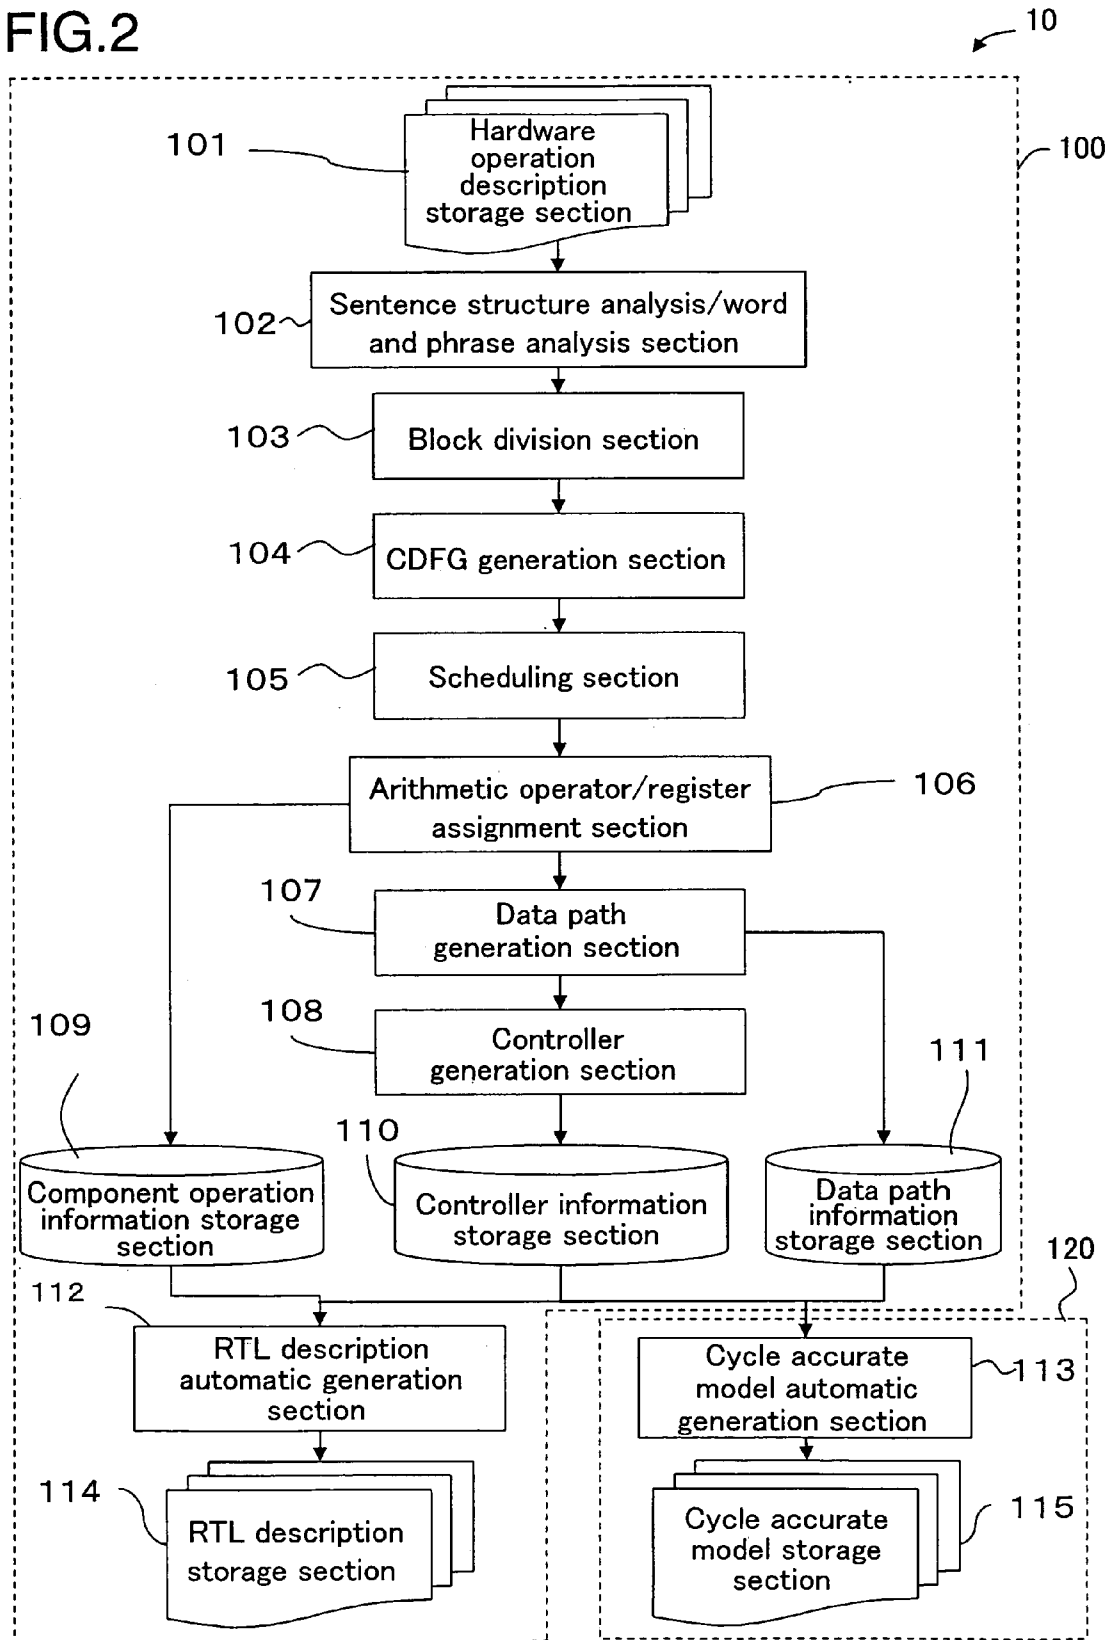 FIG.2
10
100
101
Hardware
operation
description
storage section
102
Sentence structure analysis/word
and phrase analysis section
103
Block division section
104
CDFG generation section
105
Scheduling section
106
Arithmetic operator/register
assignment section
107
Data path
generation section
108
Controller
generation section
109
110
111
Component operation
information storage
section
Controller information
storage section
Data path
information
storage section
112
120
RTL description
automatic generation
section
Cycle accurate
model automatic
generation section
113
114
RTL description
storage section
Cycle accurate
model storage
section
115